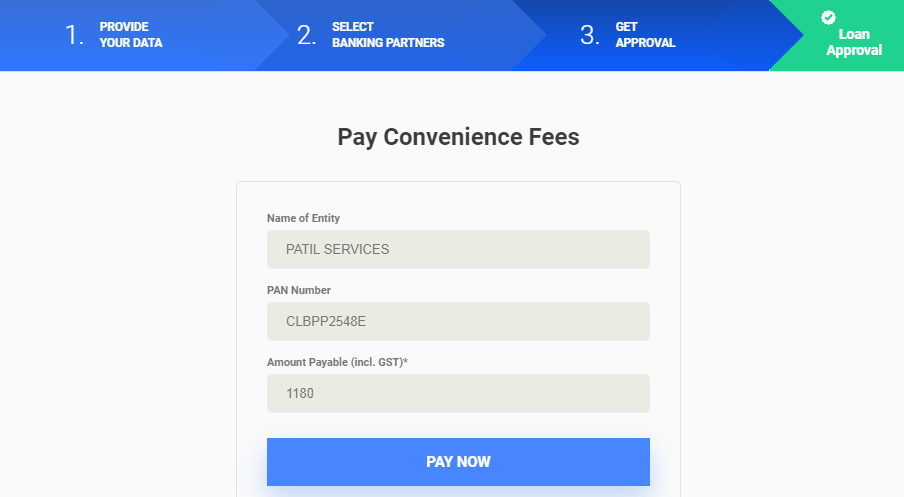 1.
PROVIDE
YOUR DATA
2.
SELECT
BANKING PARTNERS
3.
GET
APPROVAL
Loan
Approval
Pay Convenience Fees
Name of Entity
PATIL SERVICES
PAN Number
CLBPP2548E
Amount Payable (incl. GST)*
1180
PAY NOW